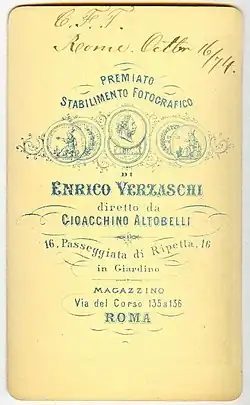 C. F. T.
Rome. Octbr 16/74.
PREMIATO
STABILIMENTO FOTOGRAFICO
DI
ENRICO VERZASCHI
diretto da
GIOACCHINO ALTOBELLI
16, Passeggiata di Ripetta, 16
in Giardino
MAGAZZINO
Via del Corso 135 a 136
ROMA